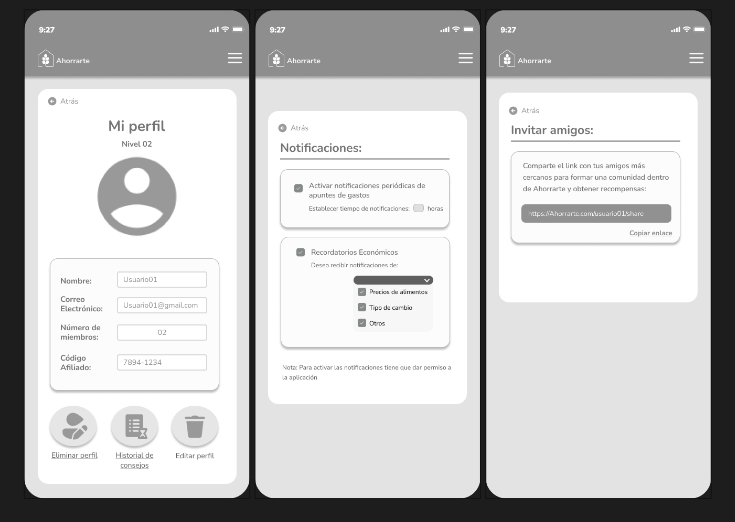 9:27
Ahorrarte
Atrás
Mi perfil
Nivel 02
Nombre:
Usuario01
Correo
Electrónico:
Usuario01@gmail.com
Número de
miembros:
02
Código
Afiliado:
7894-1234
Eliminar perfil
Historial de
consejos
Editar perfil
9:27
Ahorrarte
Atrás
Notificaciones:
Activar notificaciones periódicas de
apuntes de gastos
Establecer tiempo de notificaciones:
horas
Recordatorios Económicos
Deseo recibir notificaciones de:
Precios de alimentos
Tipo de cambio
Otros
Nota: Para activar las notificaciones tiene que dar permiso a
la aplicación
9:27
Ahorrarte
Atrás
Invitar amigos:
Comparte el link con tus amigos más
cercanos para formar una comunidad dentro
de Ahorrarte y obtener recompensas:
https://Ahorrarte.com/usuario01/share
Copiar enlace